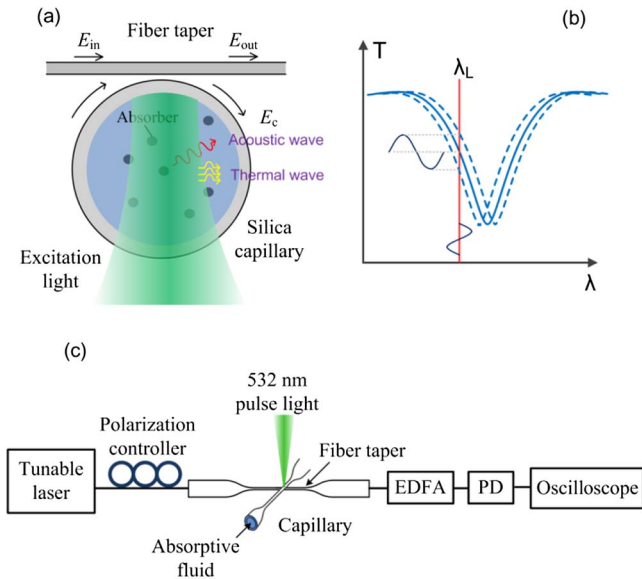 (a)
E_in
Fiber taper
E_out
E_c
Absorber
Acoustic wave
Thermal wave
Excitation
light
Silica
capillary
(b)
T
λ_L
λ
(c)
532 nm
pulse light
Polarization
controller
Fiber taper
Tunable
laser
EDFA
PD
Oscilloscope
Capillary
Absorptive
fluid